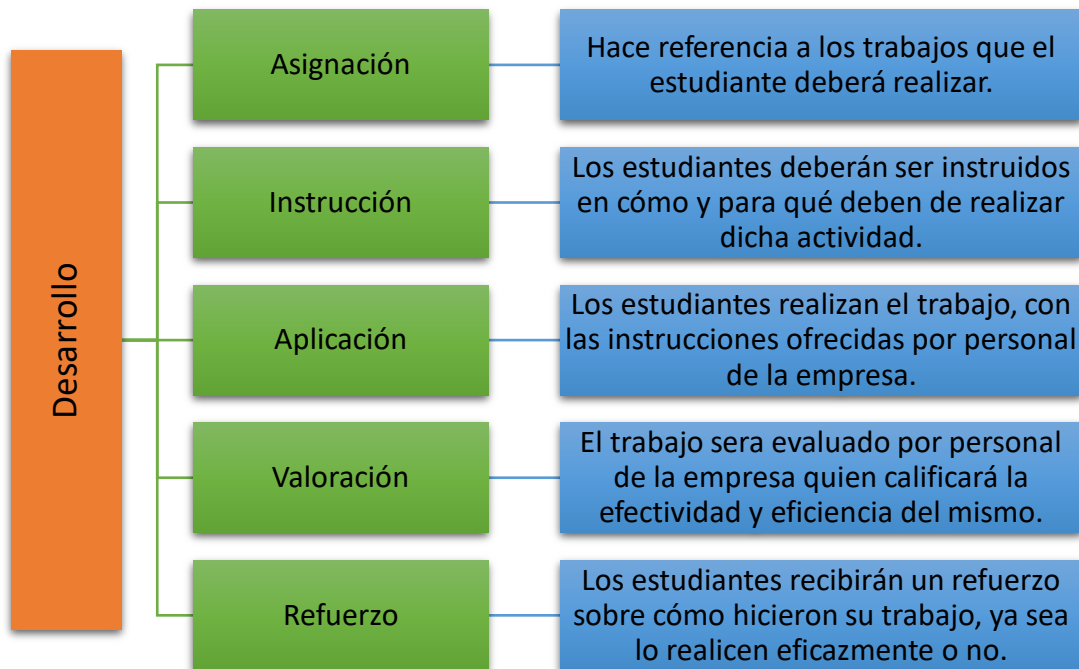 Desarrollo
Asignación
Hace referencia a los trabajos que el
estudiante deberá realizar.
Instrucción
Los estudiantes deberán ser instruidos
en cómo y para qué deben de realizar
dicha actividad.
Aplicación
Los estudiantes realizan el trabajo, con
las instrucciones ofrecidas por personal
de la empresa.
Valoración
El trabajo sera evaluado por personal
de la empresa quien calificará la
efectividad y eficiencia del mismo.
Refuerzo
Los estudiantes recibirán un refuerzo
sobre cómo hicieron su trabajo, ya sea
lo realicen eficazmente o no.